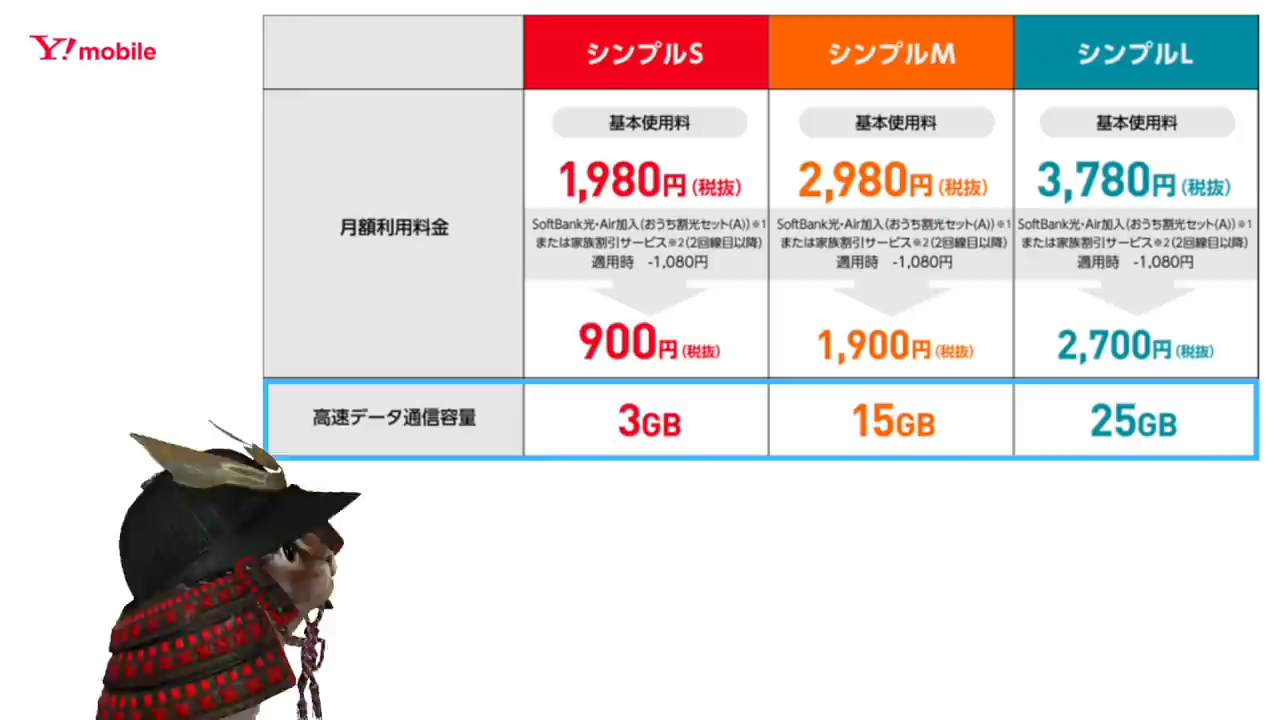 Y!mobile
シンプルS
シンプルM
シンプルL
月額利用料金
基本使用料
1,980円(税抜)
SoftBank光・Air加入(おうち割光セット(A))※1
または家族割引サービス※2(2回線目以降)
適用時 -1,080円
900円(税抜)
基本使用料
2,980円(税抜)
SoftBank光・Air加入(おうち割光セット(A))※1
または家族割引サービス※2(2回線目以降)
適用時 -1,080円
1,900円(税抜)
基本使用料
3,780円(税抜)
SoftBank光・Air加入(おうち割光セット(A))※1
または家族割引サービス※2(2回線目以降)
適用時 -1,080円
2,700円(税抜)
高速データ通信容量
3GB
15GB
25GB